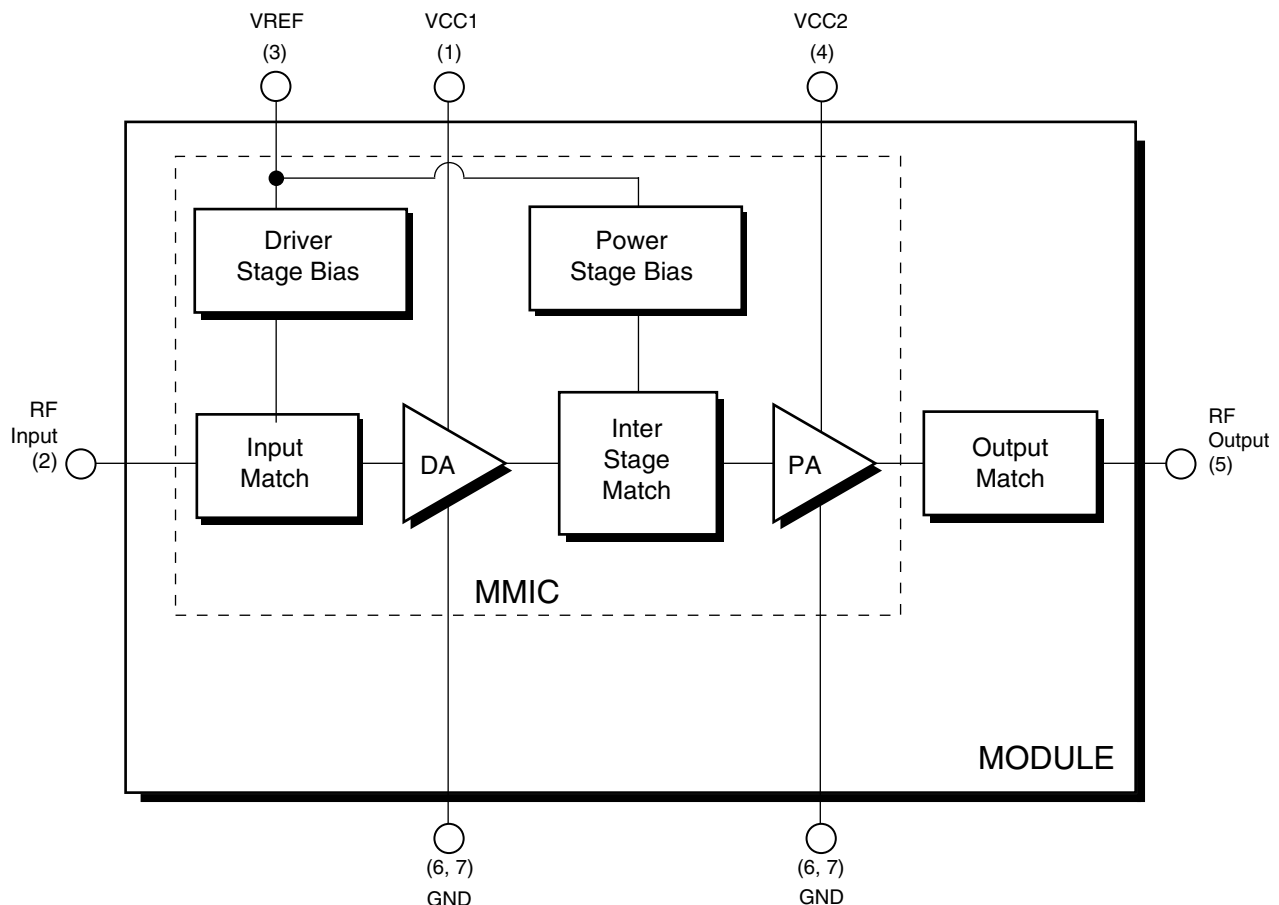 VREF
(3)
VCC1
(1)
VCC2
(4)
Driver
Stage Bias
Power
Stage Bias
RF
Input
(2)
Input
Match
DA
Inter
Stage
Match
PA
Output
Match
RF
Output
(5)
MMIC
MODULE
(6, 7)
GND
(6, 7)
GND